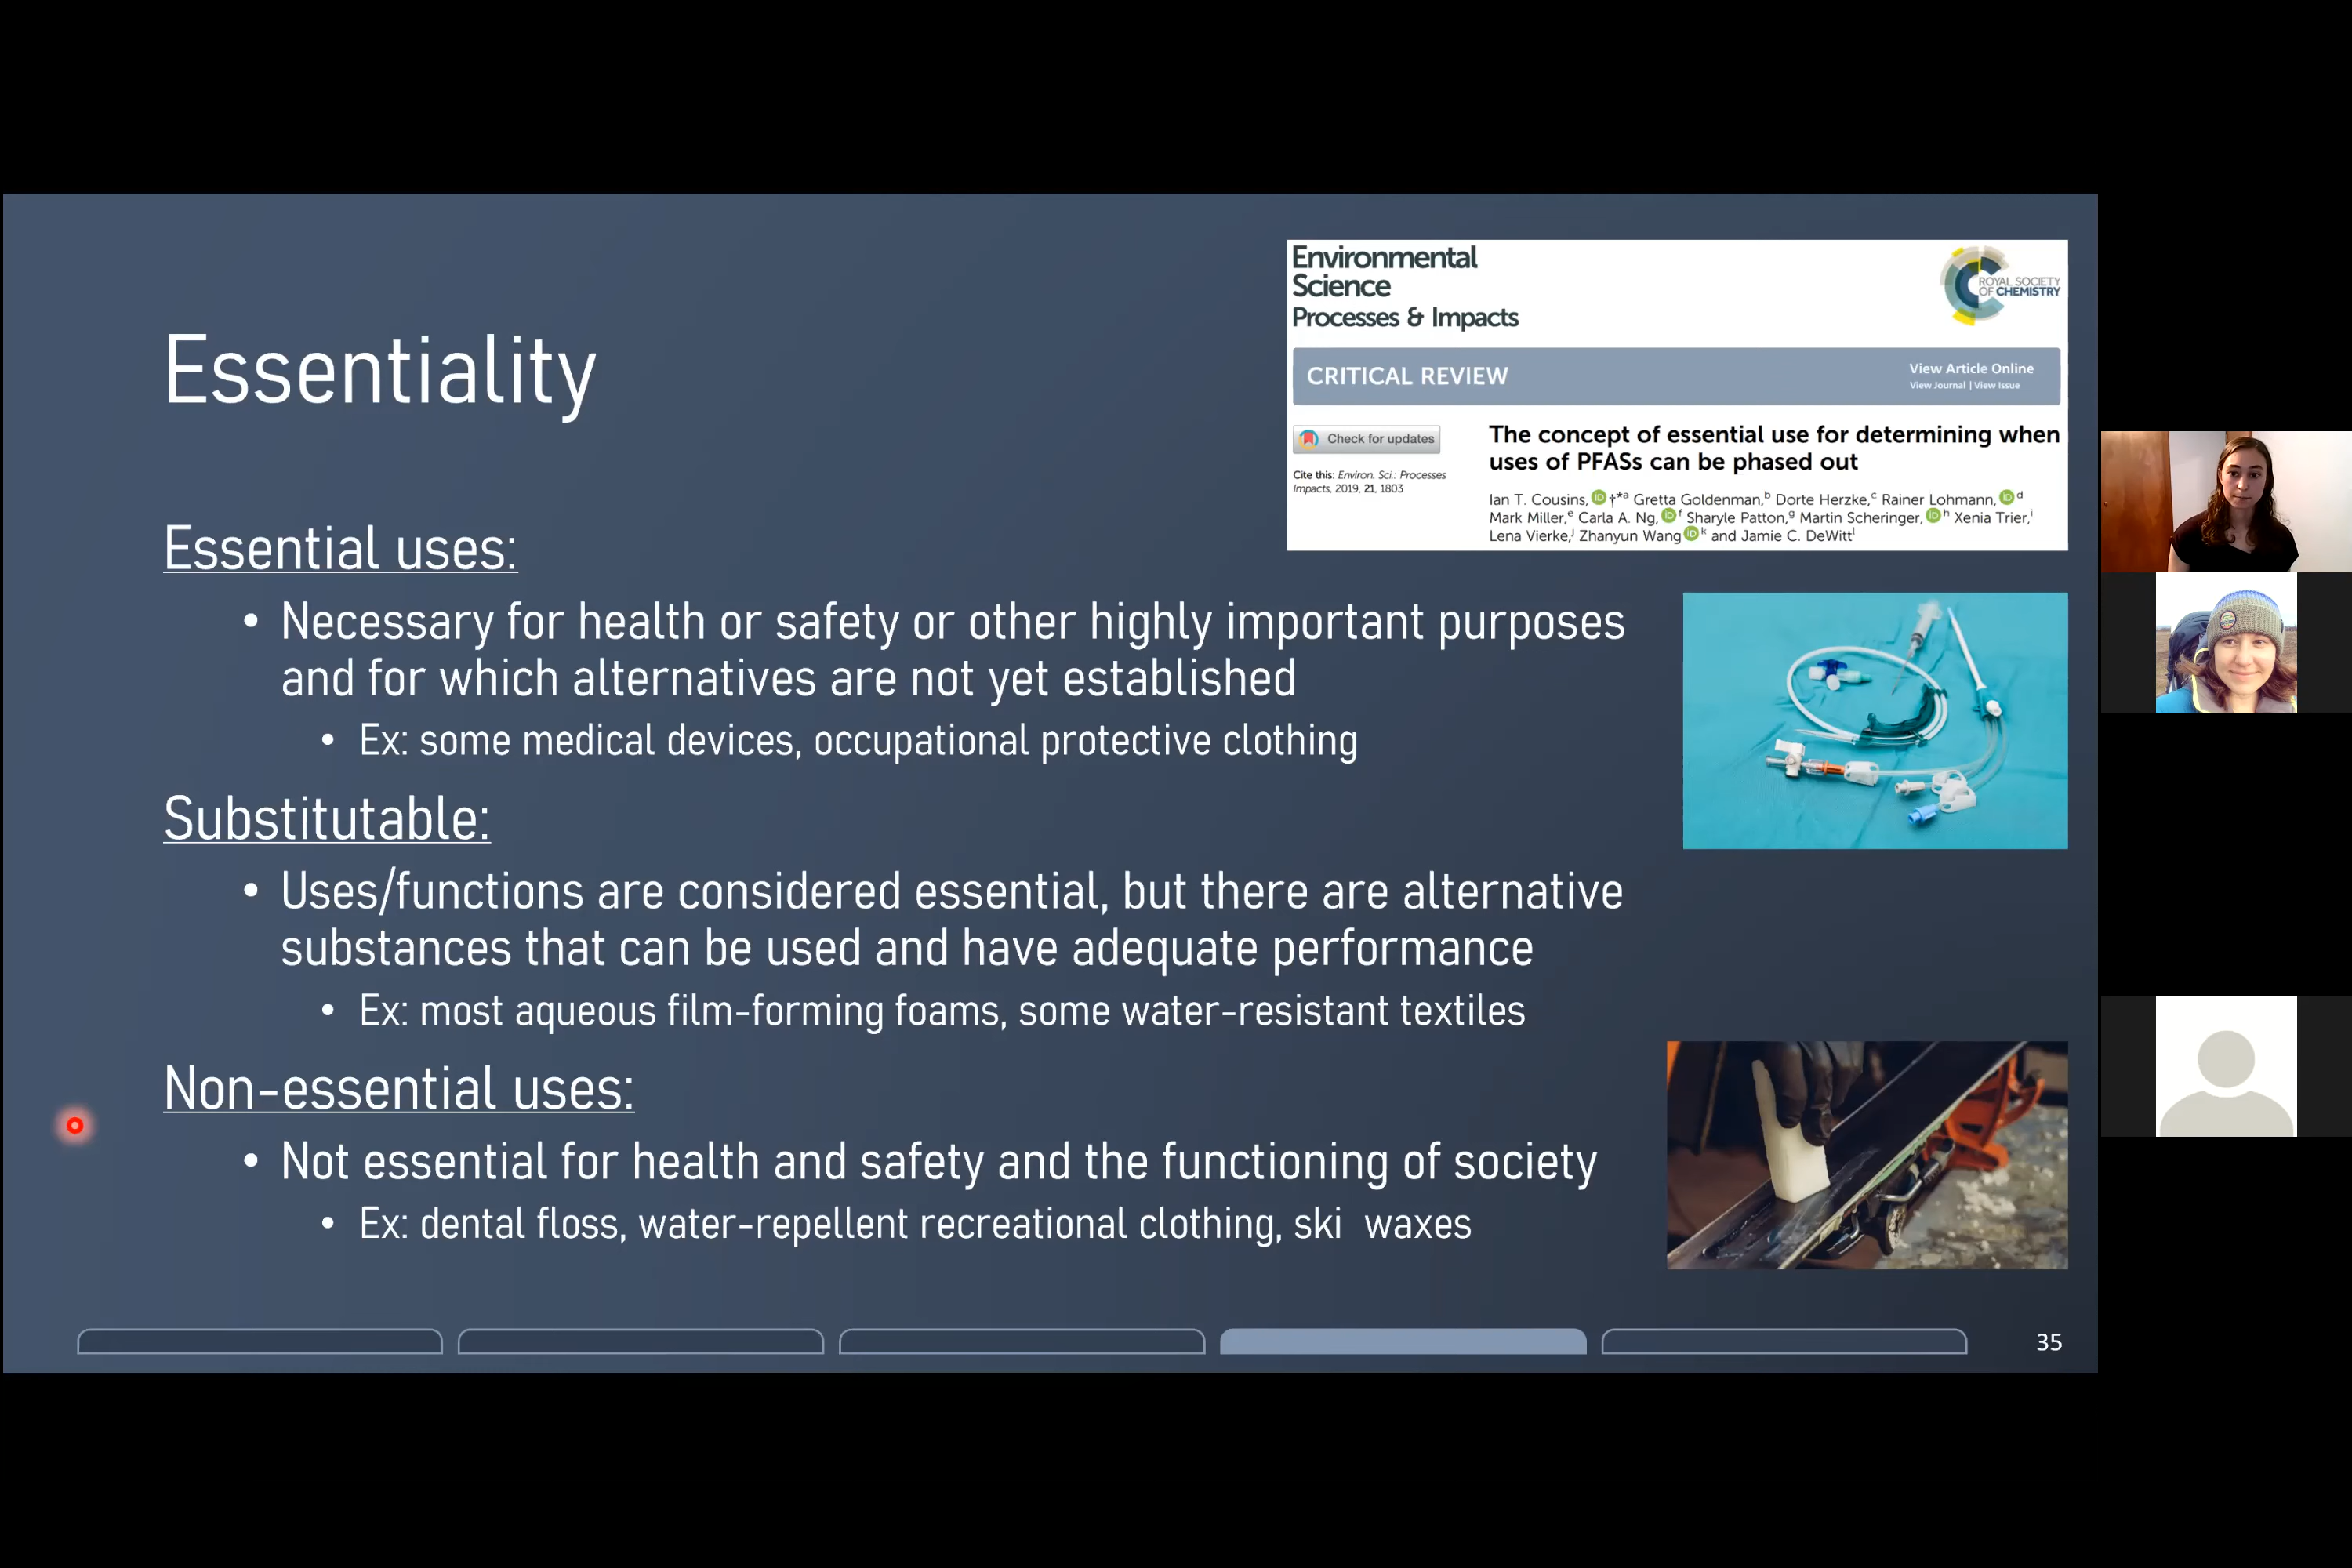 Environmental
Science
Processes & Impacts
ROYAL SOCIETY
OF CHEMISTRY
CRITICAL REVIEW
View Article Online
View Journal | View Issue
Check for updates
Cite this: Environ. Sci.: Processes
Impacts, 2019, 21, 1803
The concept of essential use for determining when
uses of PFASs can be phased out
Ian T. Cousins, iD †*a Gretta Goldenman,b Dorte Herzke,c Rainer Lohmann, iD d
Mark Miller,e Carla A. Ng, iD f Sharyle Patton,g Martin Scheringer, iD h Xenia Trier,i
Lena Vierke,j Zhanyun Wang iD k and Jamie C. DeWittl
Essentiality
Essential uses:
• Necessary for health or safety or other highly important purposes
and for which alternatives are not yet established
• Ex: some medical devices, occupational protective clothing
Substitutable:
• Uses/functions are considered essential, but there are alternative
substances that can be used and have adequate performance
• Ex: most aqueous film-forming foams, some water-resistant textiles
Non-essential uses:
• Not essential for health and safety and the functioning of society
• Ex: dental floss, water-repellent recreational clothing, ski  waxes
35